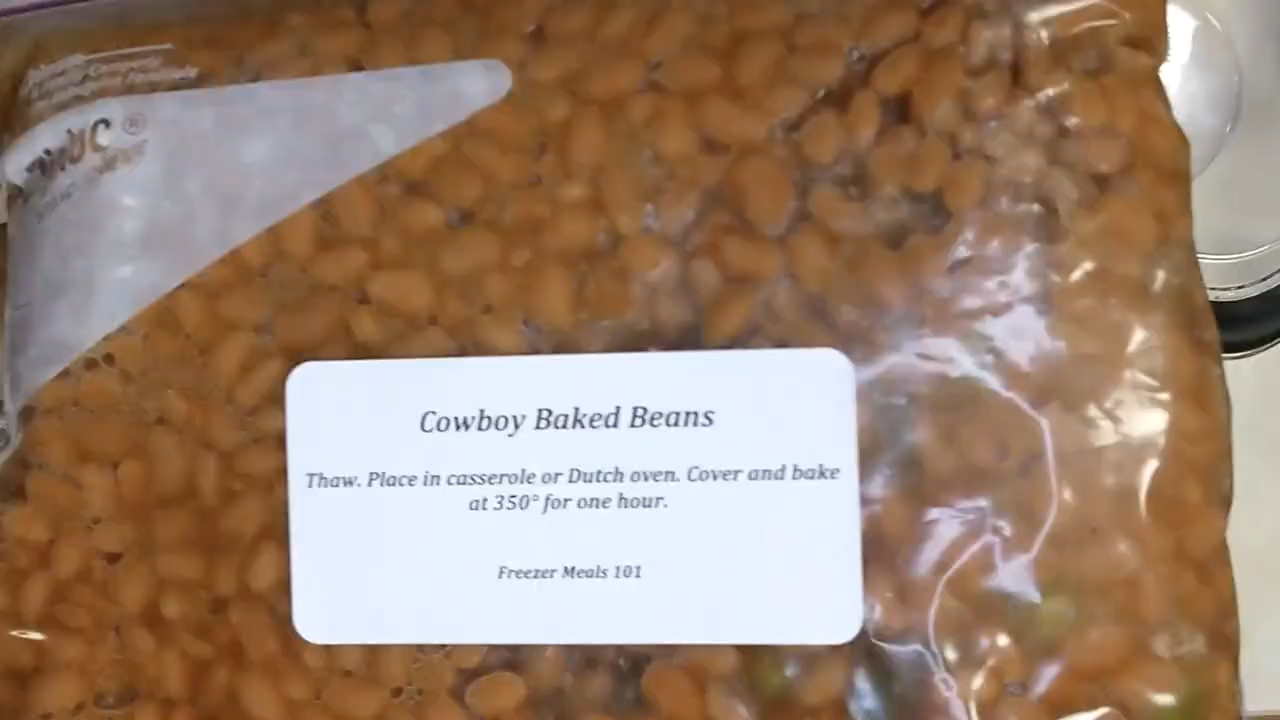 Cowboy Baked Beans
Thaw. Place in casserole or Dutch oven. Cover and bake
at 350° for one hour.
Freezer Meals 101